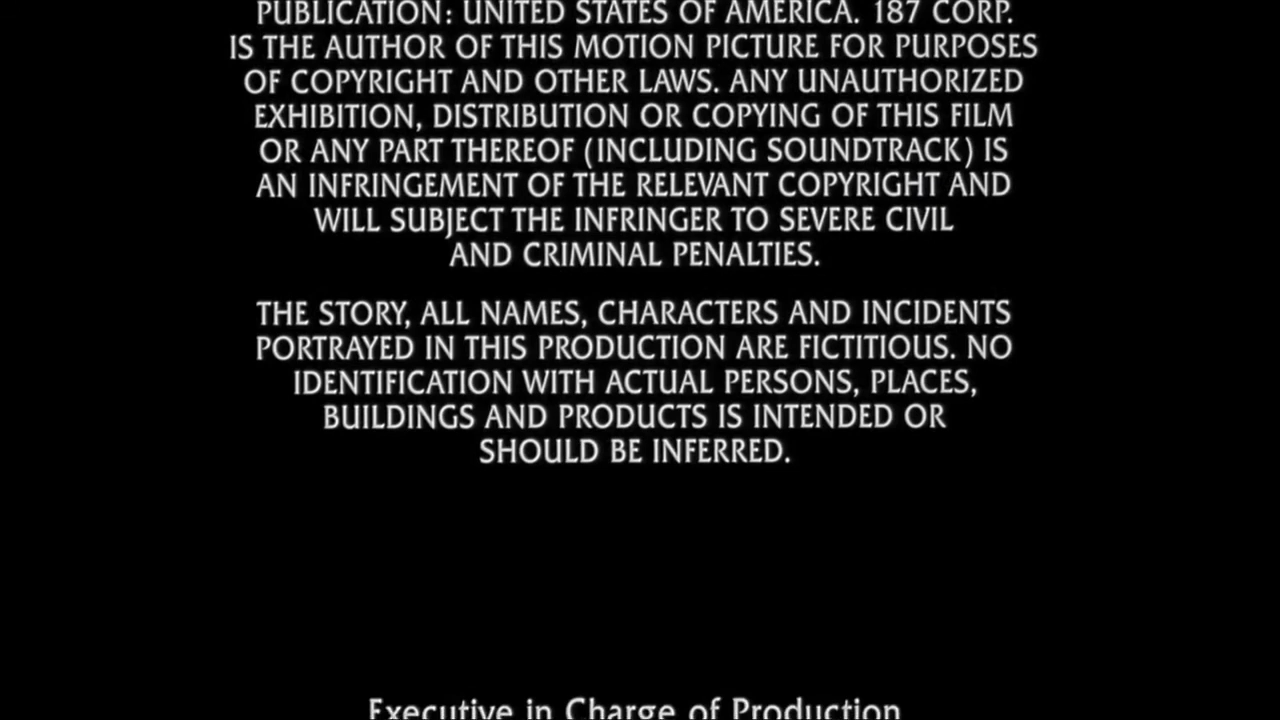 PUBLICATION: UNITED STATES OF AMERICA. 187 CORP.
IS THE AUTHOR OF THIS MOTION PICTURE FOR PURPOSES
OF COPYRIGHT AND OTHER LAWS. ANY UNAUTHORIZED
EXHIBITION, DISTRIBUTION OR COPYING OF THIS FILM
OR ANY PART THEREOF (INCLUDING SOUNDTRACK) IS
AN INFRINGEMENT OF THE RELEVANT COPYRIGHT AND
WILL SUBJECT THE INFRINGER TO SEVERE CIVIL
AND CRIMINAL PENALTIES.
THE STORY, ALL NAMES, CHARACTERS AND INCIDENTS
PORTRAYED IN THIS PRODUCTION ARE FICTITIOUS. NO
IDENTIFICATION WITH ACTUAL PERSONS, PLACES,
BUILDINGS AND PRODUCTS IS INTENDED OR
SHOULD BE INFERRED.
Executive in Charge of Production